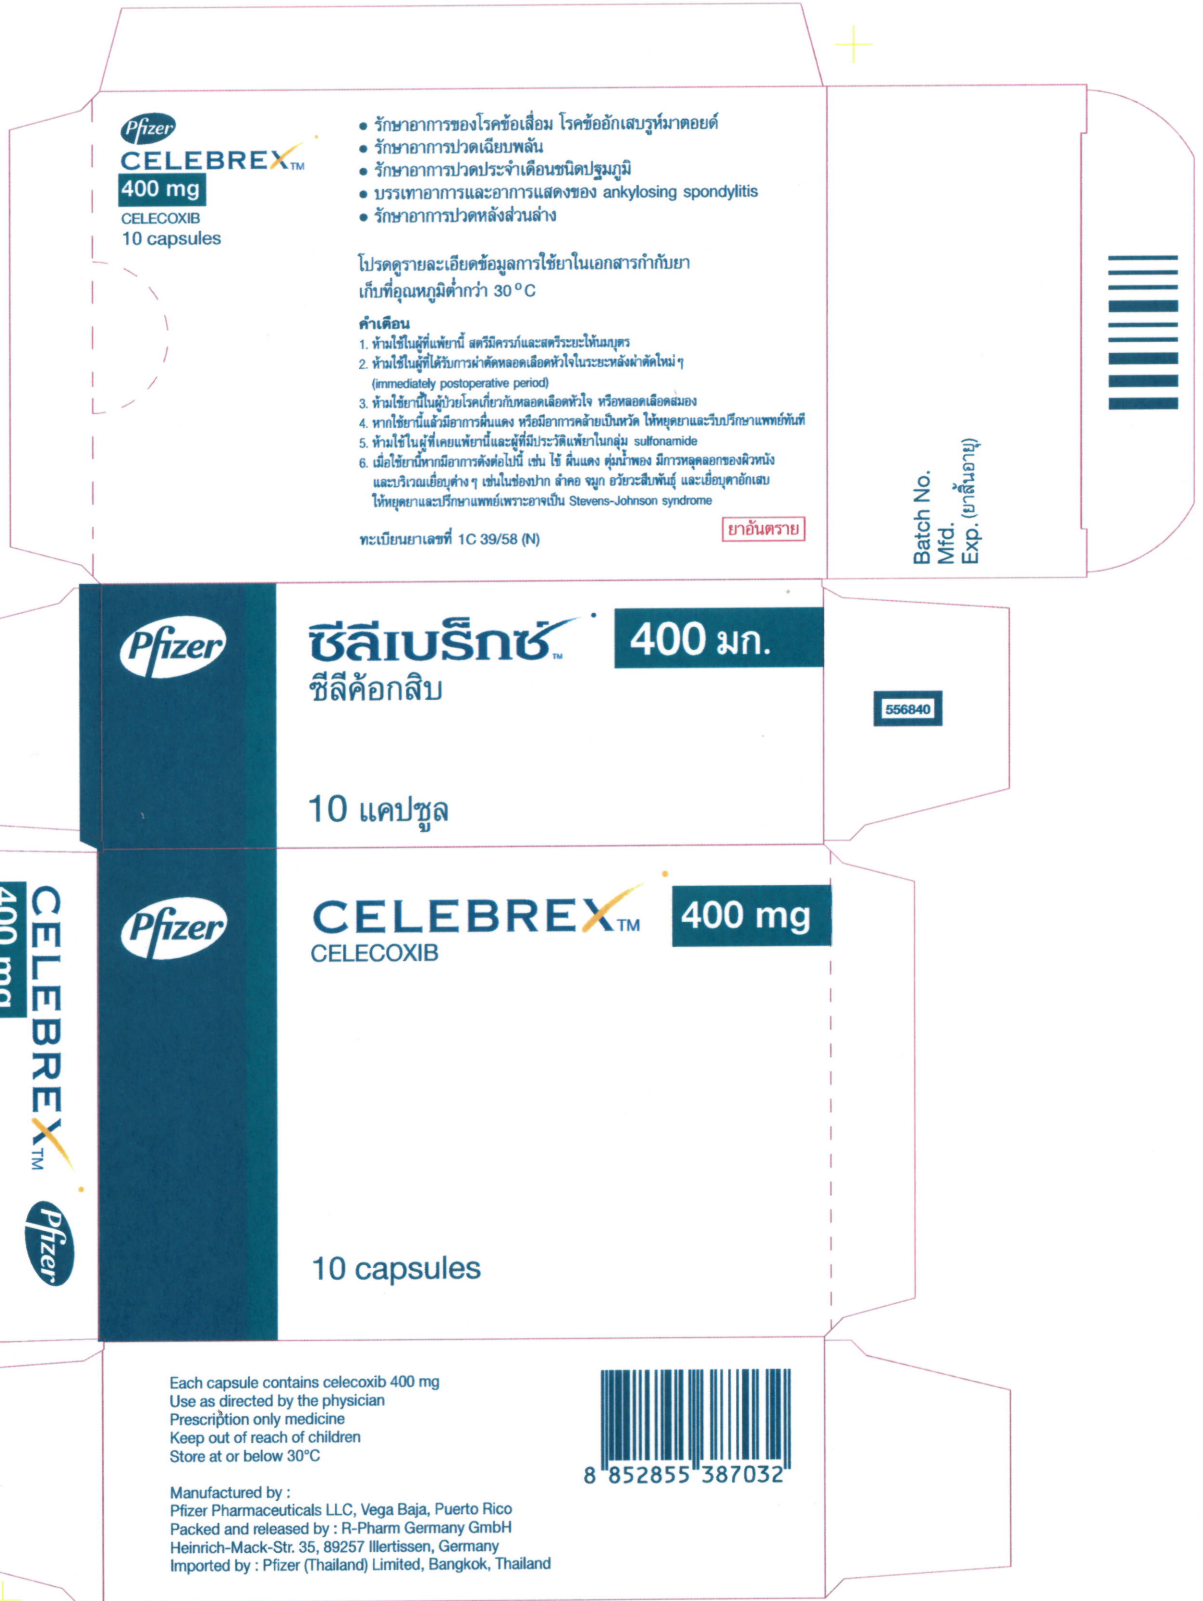 Pfizer
CELEBREX™
400 mg
CELECOXIB
10 capsules
● รักษาอาการของโรคข้อเสื่อม โรคข้ออักเสบรูห์มาตอยด์
● รักษาอาการปวดเฉียบพลัน
● รักษาอาการปวดประจำเดือนชนิดปฐมภูมิ
● บรรเทาอาการและอาการแสดงของ ankylosing spondylitis
● รักษาอาการปวดหลังส่วนล่าง
โปรดดูรายละเอียดข้อมูลการใช้ยาในเอกสารกำกับยา
เก็บที่อุณหภูมิต่ำกว่า 30°C
คำเตือน
1. ห้ามใช้ในผู้ที่แพ้ยานี้ สตรีมีครรภ์และสตรีระยะให้นมบุตร
2. ห้ามใช้ในผู้ที่ได้รับการผ่าตัดหลอดเลือดหัวใจในระยะหลังผ่าตัดใหม่ ๆ
(immediately postoperative period)
3. ห้ามใช้ยานี้ในผู้ป่วยโรคเกี่ยวกับหลอดเลือดหัวใจ หรือหลอดเลือดสมอง
4. หากใช้ยานี้แล้วมีอาการผื่นแดง หรือมีอาการคล้ายเป็นหวัด ให้หยุดยาและรีบปรึกษาแพทย์ทันที
5. ห้ามใช้ในผู้ที่เคยแพ้ยานี้และผู้ที่มีประวัติแพ้ยาในกลุ่ม sulfonamide
6. เมื่อใช้ยานี้หากมีอาการดังต่อไปนี้ เช่น ไข้ ผื่นแดง ตุ่มน้ำพอง มีการหลุดลอกของผิวหนัง
และบริเวณเยื่อบุต่าง ๆ เช่นในช่องปาก ลำคอ จมูก อวัยวะสืบพันธุ์ และเยื่อบุตาอักเสบ
ให้หยุดยาและปรึกษาแพทย์เพราะอาจเป็น Stevens-Johnson syndrome
ทะเบียนยาเลขที่ 1C 39/58 (N)
ยาอันตราย
Batch No.
Mfd.
Exp. (ยาสิ้นอายุ)
Pfizer
ซีลีเบร็กซ์™
400 มก.
ซีลีค้อกสิบ
10 แคปซูล
556840
Pfizer
CELEBREX™
400 mg
CELECOXIB
10 capsules
CELEBREX™
400 mg
Pfizer
Each capsule contains celecoxib 400 mg
Use as directed by the physician
Prescription only medicine
Keep out of reach of children
Store at or below 30°C
Manufactured by :
Pfizer Pharmaceuticals LLC, Vega Baja, Puerto Rico
Packed and released by : R-Pharm Germany GmbH
Heinrich-Mack-Str. 35, 89257 Illertissen, Germany
Imported by : Pfizer (Thailand) Limited, Bangkok, Thailand
8 852855 387032